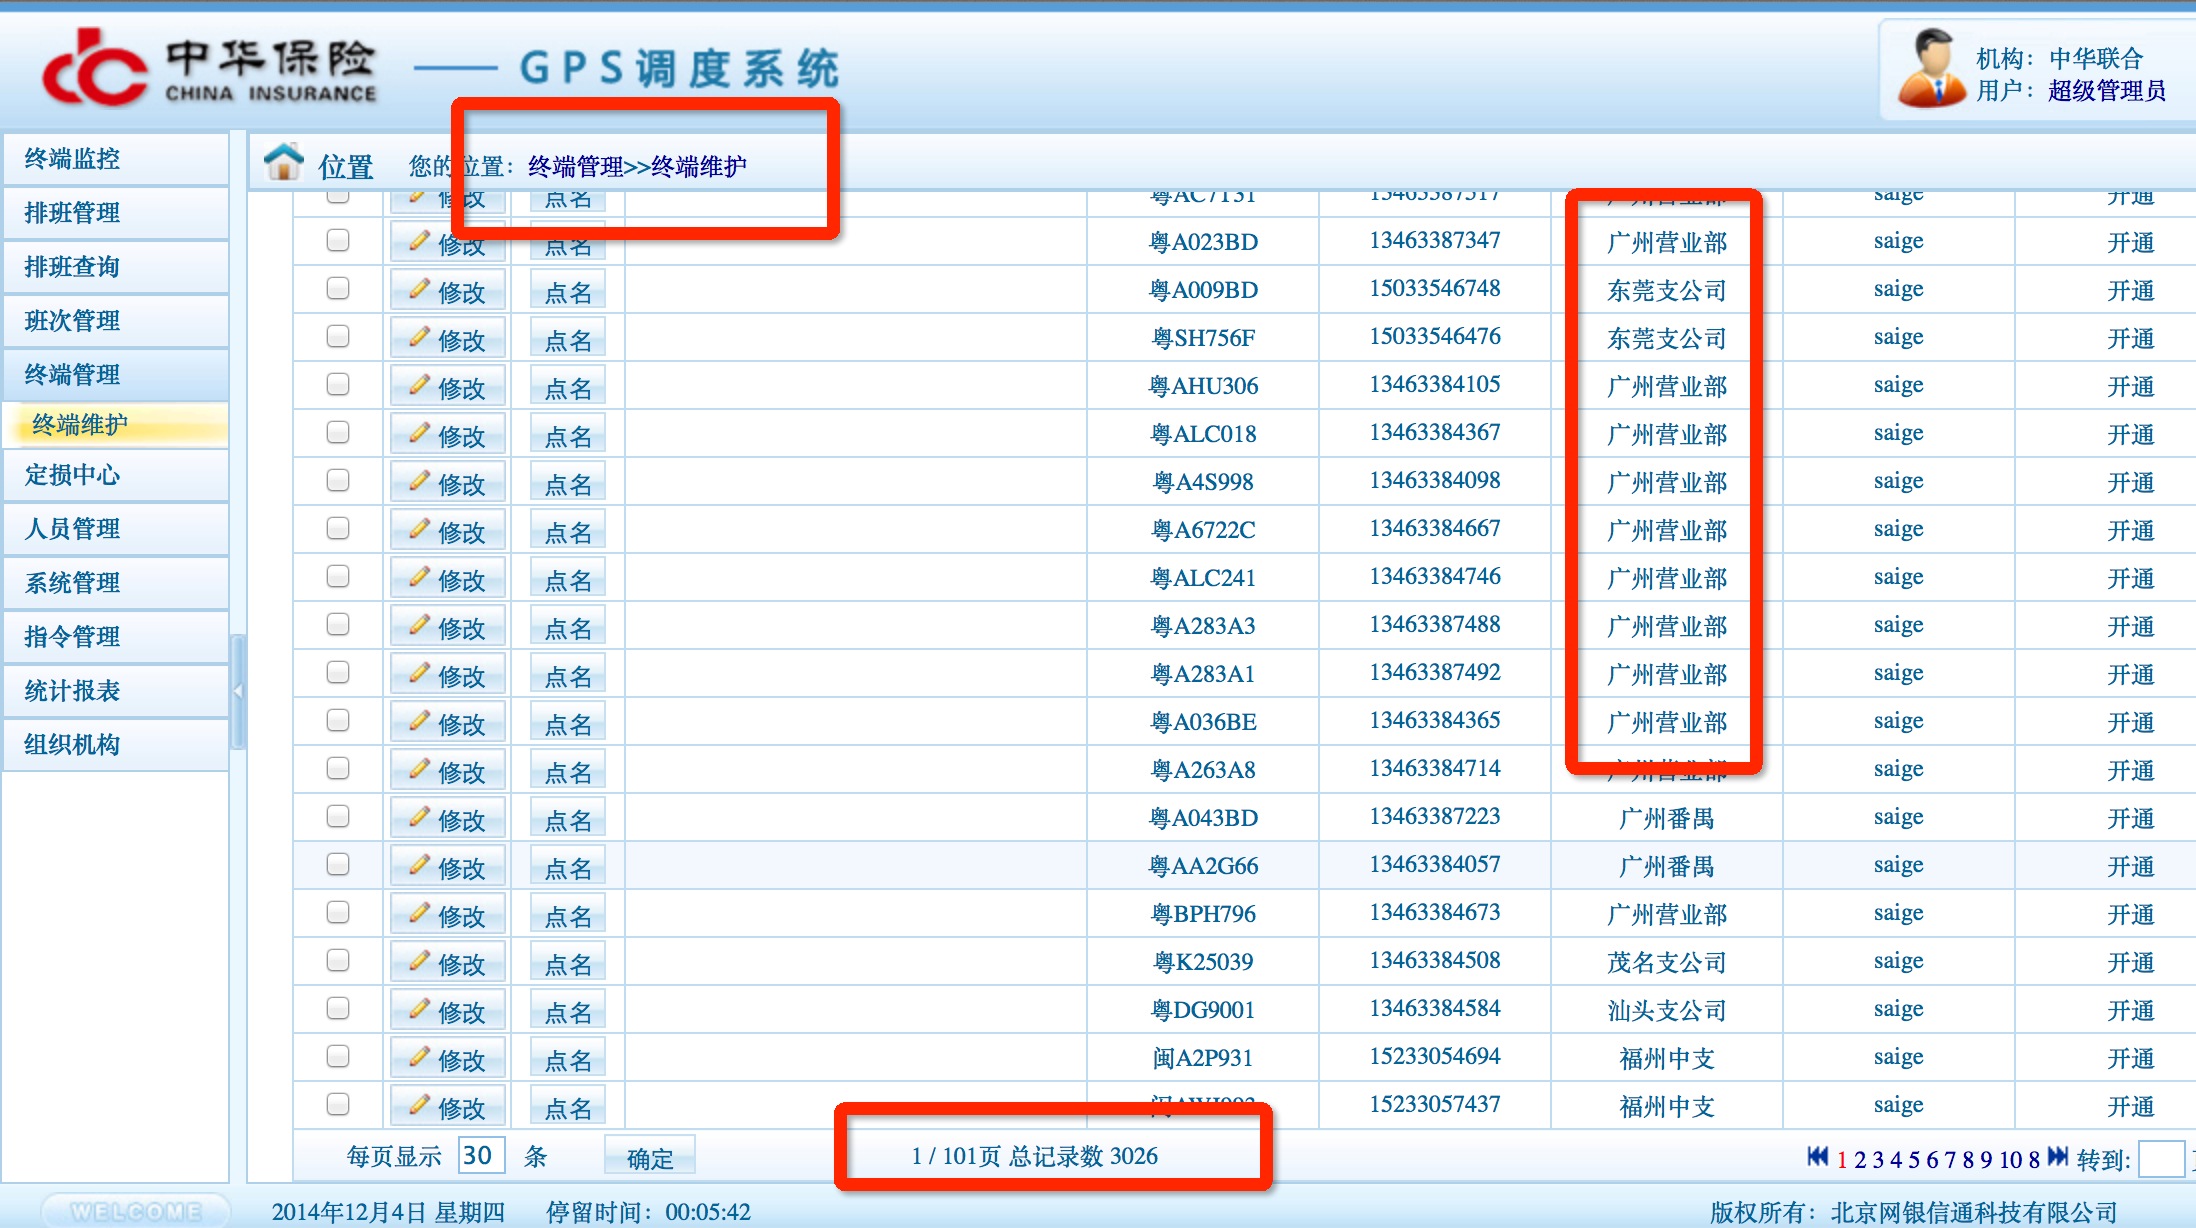 中华保险
CHINA INSURANCE
GPS调度系统
机构：中华联合
用户：超级管理员
终端监控
排班管理
排班查询
班次管理
终端管理
终端维护
定损中心
人员管理
系统管理
指令管理
统计报表
组织机构
位置 您的位置：终端管理>>终端维护
修改 点名 粤AC7131 13463387517 广州营业部 saige 开通
修改 点名 粤A023BD 13463387347 广州营业部 saige 开通
修改 点名 粤A009BD 15033546748 东莞支公司 saige 开通
修改 点名 粤SH756F 15033546476 东莞支公司 saige 开通
修改 点名 粤AHU306 13463384105 广州营业部 saige 开通
修改 点名 粤ALC018 13463384367 广州营业部 saige 开通
修改 点名 粤A4S998 13463384098 广州营业部 saige 开通
修改 点名 粤A6722C 13463384667 广州营业部 saige 开通
修改 点名 粤ALC241 13463384746 广州营业部 saige 开通
修改 点名 粤A283A3 13463387488 广州营业部 saige 开通
修改 点名 粤A283A1 13463387492 广州营业部 saige 开通
修改 点名 粤A036BE 13463384365 广州营业部 saige 开通
修改 点名 粤A263A8 13463384714 广州营业部 saige 开通
修改 点名 粤A043BD 13463387223 广州番禺 saige 开通
修改 点名 粤AA2G66 13463384057 广州番禺 saige 开通
修改 点名 粤BPH796 13463384673 广州营业部 saige 开通
修改 点名 粤K25039 13463384508 茂名支公司 saige 开通
修改 点名 粤DG9001 13463384584 汕头支公司 saige 开通
修改 点名 闽A2P931 15233054694 福州中支 saige 开通
修改 点名 15233057437 福州中支 saige 开通
每页显示 30 条 确定 1 / 101页 总记录数 3026 1 2 3 4 5 6 7 8 9 10 8 转到:
WELCOME 2014年12月4日 星期四 停留时间：00:05:42 版权所有：北京网银信通科技有限公司